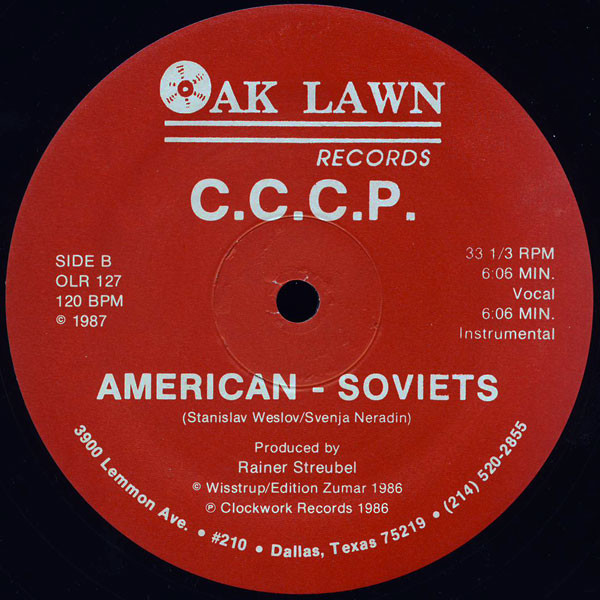 OAK LAWN
RECORDS
C.C.C.P.
SIDE B
OLR 127
120 BPM
© 1987
33 1/3 RPM
6:06 MIN.
Vocal
6:06 MIN.
Instrumental
AMERICAN - SOVIETS
(Stanislav Weslov/Svenja Neradin)
Produced by
Rainer Streubel
© Wisstrup/Edition Zumar 1986
℗ Clockwork Records 1986
3900 Lemmon Ave. • #210 • Dallas, Texas 75219 • (214) 520-2855